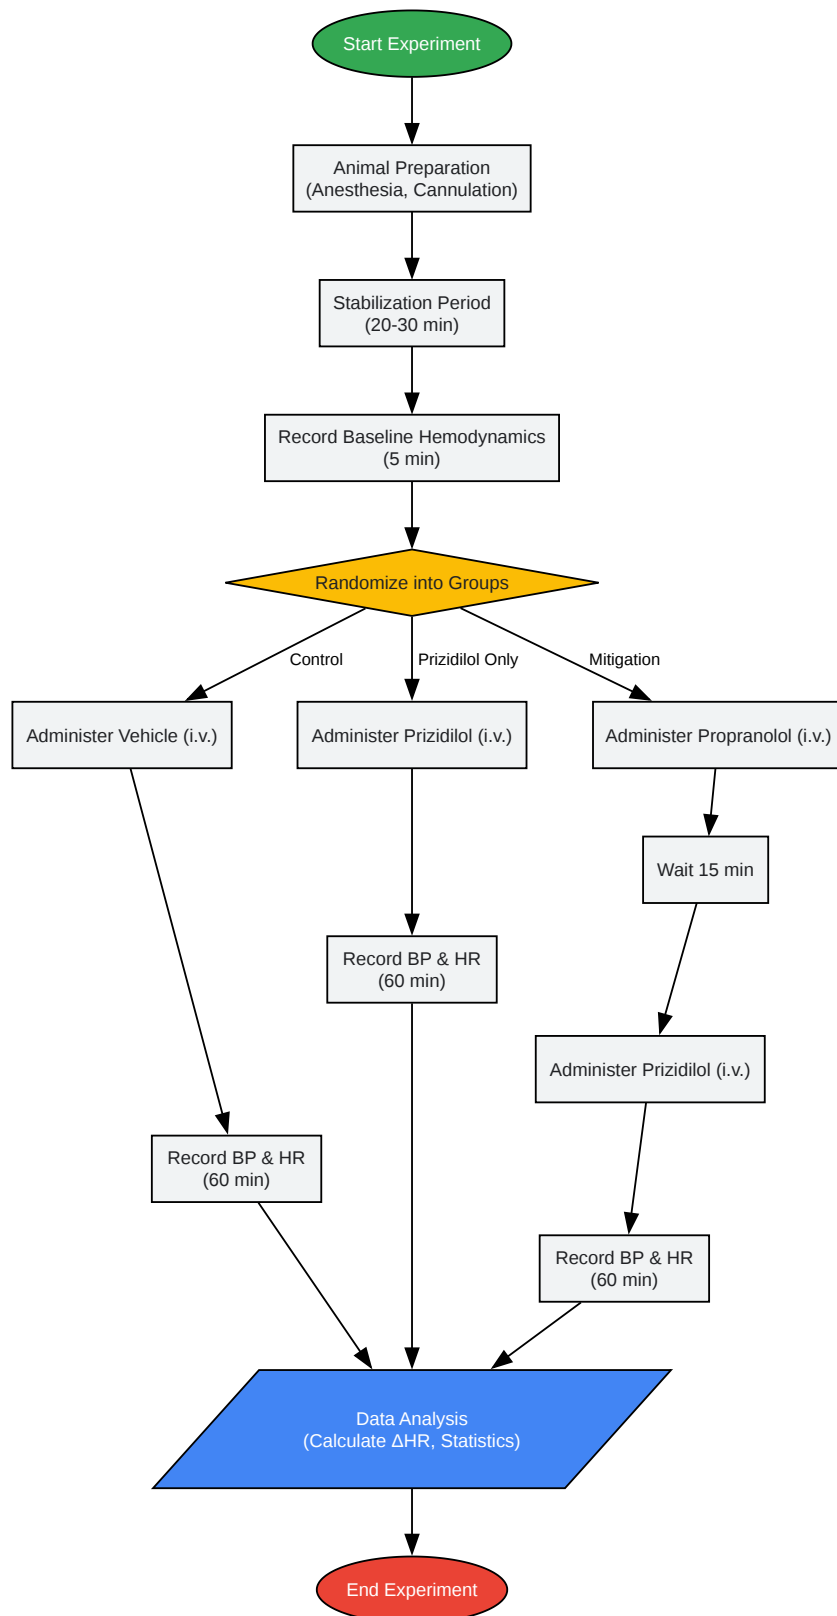 Start Experiment
Animal Preparation
(Anesthesia, Cannulation)
Stabilization Period
(20-30 min)
Record Baseline Hemodynamics
(5 min)
Randomize into Groups
Control
Prizidilol Only
Mitigation
Administer Vehicle (i.v.)
Administer Prizidilol (i.v.)
Administer Propranolol (i.v.)
Wait 15 min
Record BP & HR
(60 min)
Administer Prizidilol (i.v.)
Record BP & HR
(60 min)
Record BP & HR
(60 min)
Data Analysis
(Calculate ΔHR, Statistics)
End Experiment